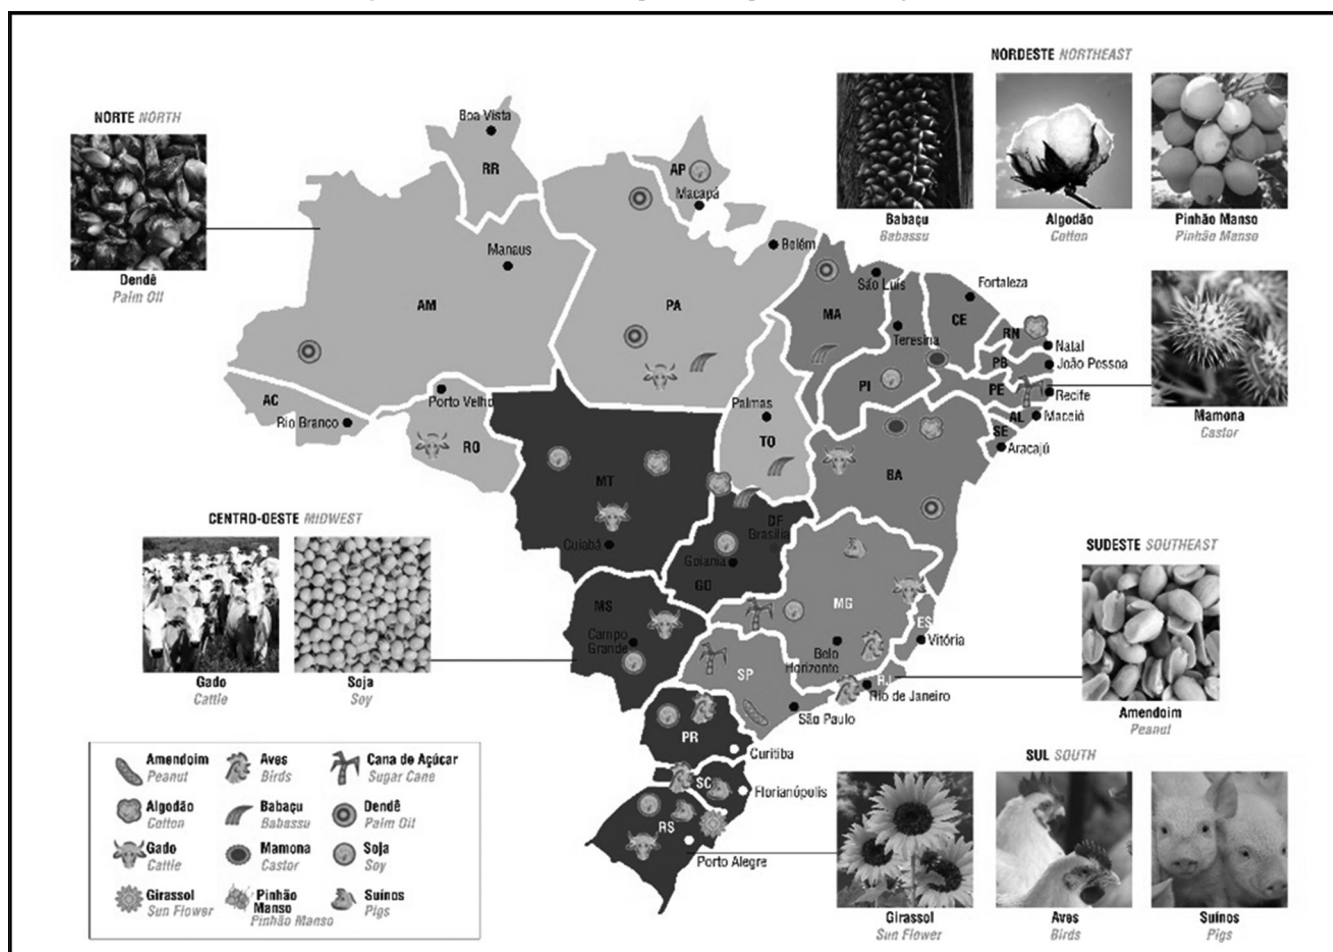 NORDESTE NORTHEAST
Babaçu
Babassu
Algodão
Cotton
Pinhão Manso
Pinhão Manso
NORTE NORTH
Dendê
Palm Oil
Boa Vista
RR
AP
Macapá
Belém
Manaus
AM
PA
São Luís
MA
Teresina
Fortaleza
CE
RN
Natal
PB
João Pessoa
PI
PE
Recife
AL
Maceió
SE
Aracajú
Mamona
Castor
AC
Rio Branco
Porto Velho
RO
Palmas
TO
BA
MT
Cuiabá
DF
Brasília
Goiania
GO
CENTRO-OESTE MIDWEST
Gado
Cattle
Soja
Soy
MS
Campo
Grande
MG
Belo
Horizonte
ES
Vitória
SP
RJ
Rio de Janeiro
São Paulo
SUDESTE SOUTHEAST
Amendoim
Peanut
PR
Curitiba
SC
Florianópolis
RS
Porto Alegre
SUL SOUTH
Girassol
Sun Flower
Aves
Birds
Suínos
Pigs
Amendoim
Peanut
Aves
Birds
Cana de Açúcar
Sugar Cane
Algodão
Cotton
Babaçu
Babassu
Dendê
Palm Oil
Gado
Cattle
Mamona
Castor
Soja
Soy
Girassol
Sun Flower
Pinhão
Manso
Pinhão Manso
Suínos
Pigs